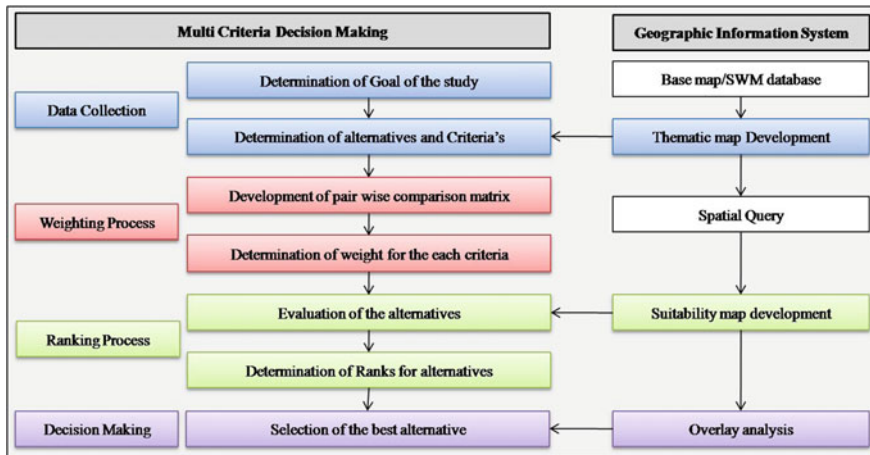 Multi Criteria Decision Making
Geographic Information System
Data Collection
Determination of Goal of the study
Base map/SWM database
Determination of alternatives and Criteria's
Thematic map Development
Weighting Process
Development of pair wise comparison matrix
Spatial Query
Determination of weight for the each criteria
Ranking Process
Evaluation of the alternatives
Suitability map development
Determination of Ranks for alternatives
Decision Making
Selection of the best alternative
Overlay analysis